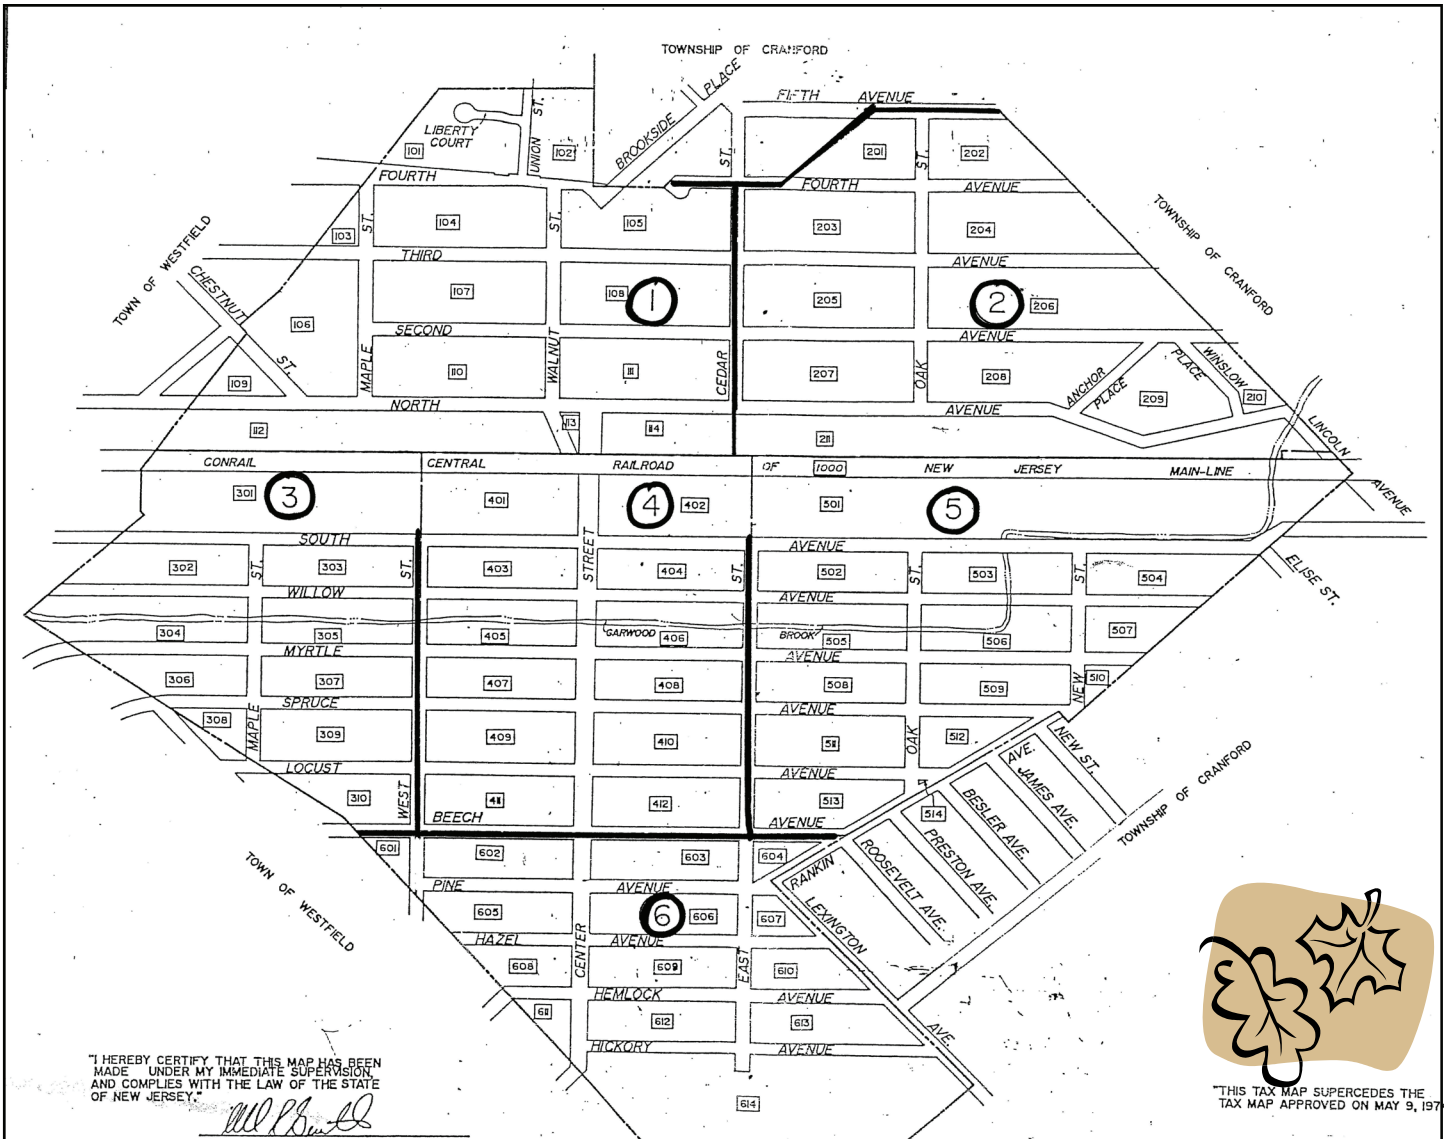 TOWNSHIP OF CRANFORD
FIFTH AVENUE
BROOKSIDE PLACE
LIBERTY
COURT
UNION ST.
101
102
ST.
201
ST.
202
FOURTH
FOURTH AVENUE
103
ST.
104
ST.
105
203
204
TOWN OF WESTFIELD
TOWNSHIP OF CRANFORD
THIRD
AVENUE
CHESTNUT ST.
106
107
108
1
205
2
206
SECOND
AVENUE
MAPLE
WALNUT
CEDAR
OAK
109
110
111
207
208
ANCHOR
PLACE
PLACE
WINSLOW
209
210
NORTH
AVENUE
LINCOLN
AVENUE
112
113
114
211
CONRAIL
CENTRAL
RAILROAD
OF
1000
NEW
JERSEY
MAIN-LINE
301
3
401
4
402
501
5
SOUTH
AVENUE
STREET
ELISE ST.
302
ST.
303
ST.
403
404
ST.
502
ST.
503
ST.
504
WILLOW
AVENUE
304
305
405
GARWOOD
406
BROOK
505
506
507
MYRTLE
AVENUE
306
307
407
408
508
509
NEW
510
SPRUCE
AVENUE
308
MAPLE
309
409
410
511
OAK
512
NEW ST.
LOCUST
AVENUE
AVE.
JAMES AVE.
310
WEST
411
412
513
514
BESLER AVE.
TOWNSHIP OF CRANFORD
BEECH
AVENUE
PRESTON AVE.
601
602
603
604
RANKIN
ROOSEVELT AVE.
TOWN OF WESTFIELD
PINE
AVENUE
605
6
606
607
LEXINGTON
AVE.
HAZEL
AVENUE
CENTER
EAST
608
609
610
HEMLOCK
AVENUE
611
612
613
HICKORY
AVENUE
614
"I HEREBY CERTIFY THAT THIS MAP HAS BEEN
MADE UNDER MY IMMEDIATE SUPERVISION,
AND COMPLIES WITH THE LAW OF THE STATE
OF NEW JERSEY."
"THIS TAX MAP SUPERCEDES THE
TAX MAP APPROVED ON MAY 9, 197